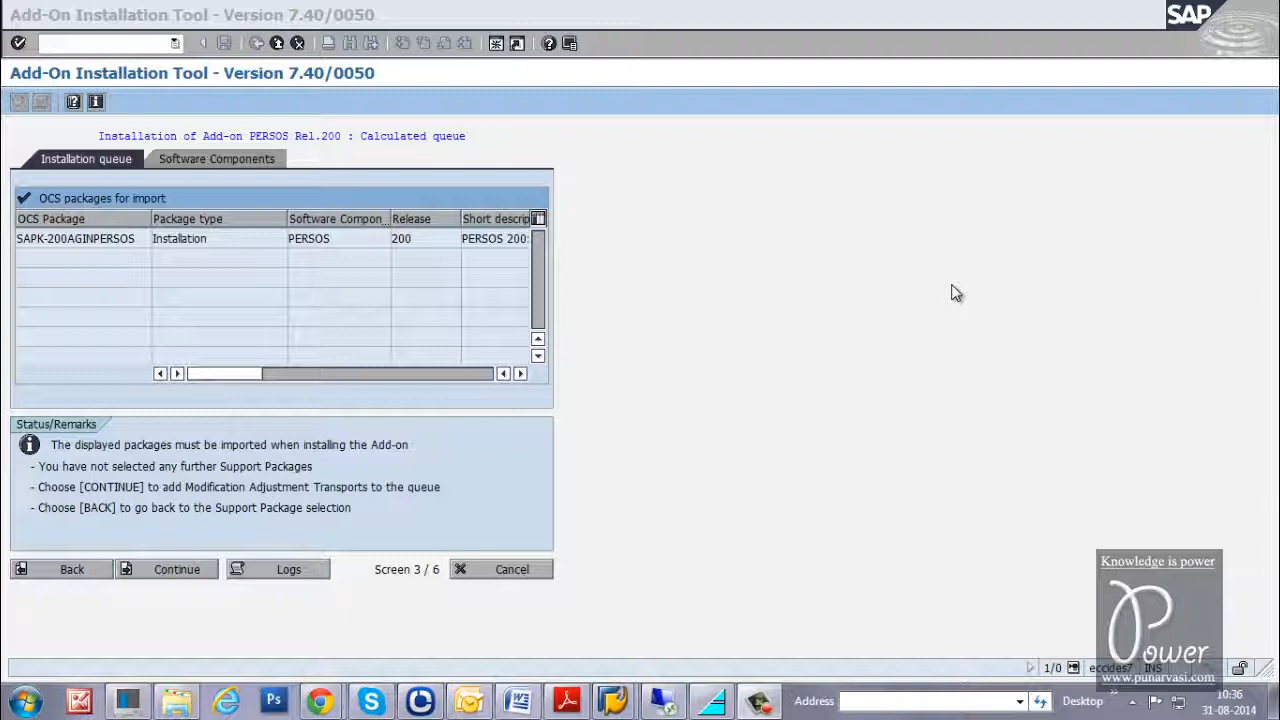 Add-On Installation Tool - Version 7.40/0050
SAP
Add-On Installation Tool - Version 7.40/0050
Installation of Add-on PERSOS Rel.200 : Calculated queue
Installation queue
Software Components
OCS packages for import
OCS Package Package type Software Compon... Release Short descrip
SAPK-200AGINPERSOS Installation PERSOS 200 PERSOS 200:
Status/Remarks
The displayed packages must be imported when installing the Add-on
- You have not selected any further Support Packages
- Choose [CONTINUE] to add Modification Adjustment Transports to the queue
- Choose [BACK] to go back to the Support Package selection
Back
Continue
Logs
Screen 3 / 6
Cancel
Knowledge is power
Power
www.punarvasi.com
1/0 eccides7 INS
Ps
Address
Desktop
10:36
31-08-2014